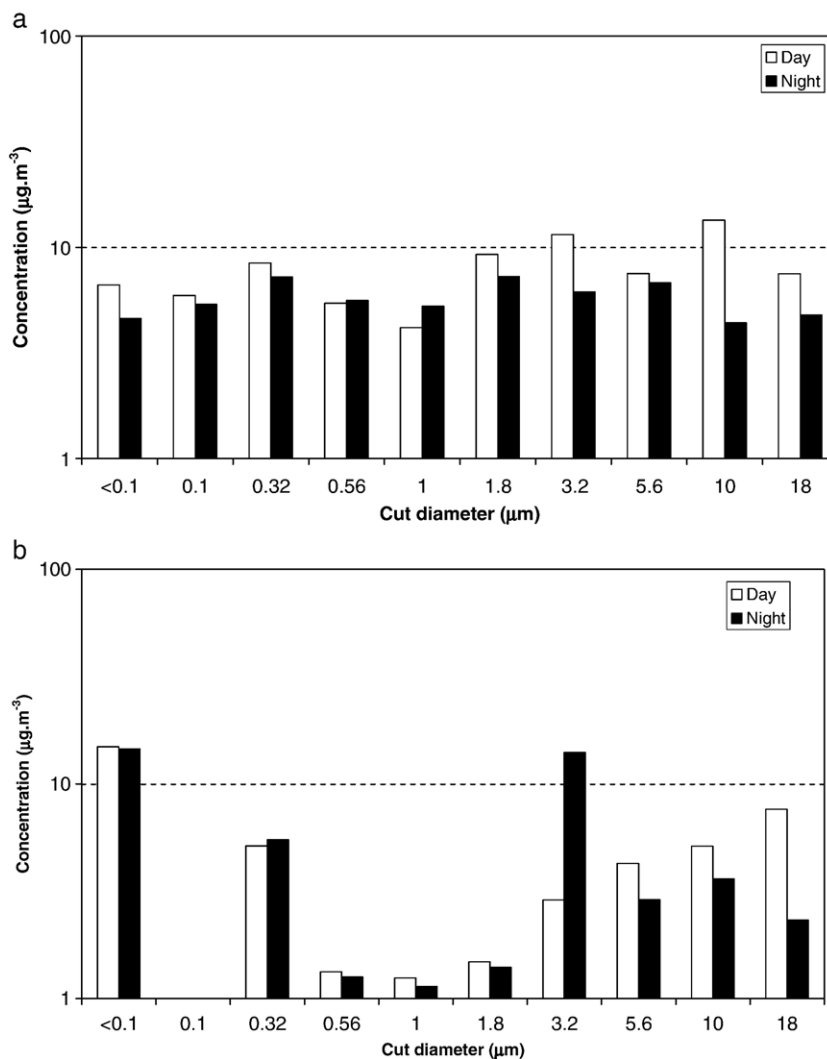 a
100
Day
Night
10
1
Concentration (µg.m-3)
<0.1 0.1 0.32 0.56 1 1.8 3.2 5.6 10 18
Cut diameter (µm)
b
100
Day
Night
10
1
Concentration (µg.m-3)
<0.1 0.1 0.32 0.56 1 1.8 3.2 5.6 10 18
Cut diameter (µm)